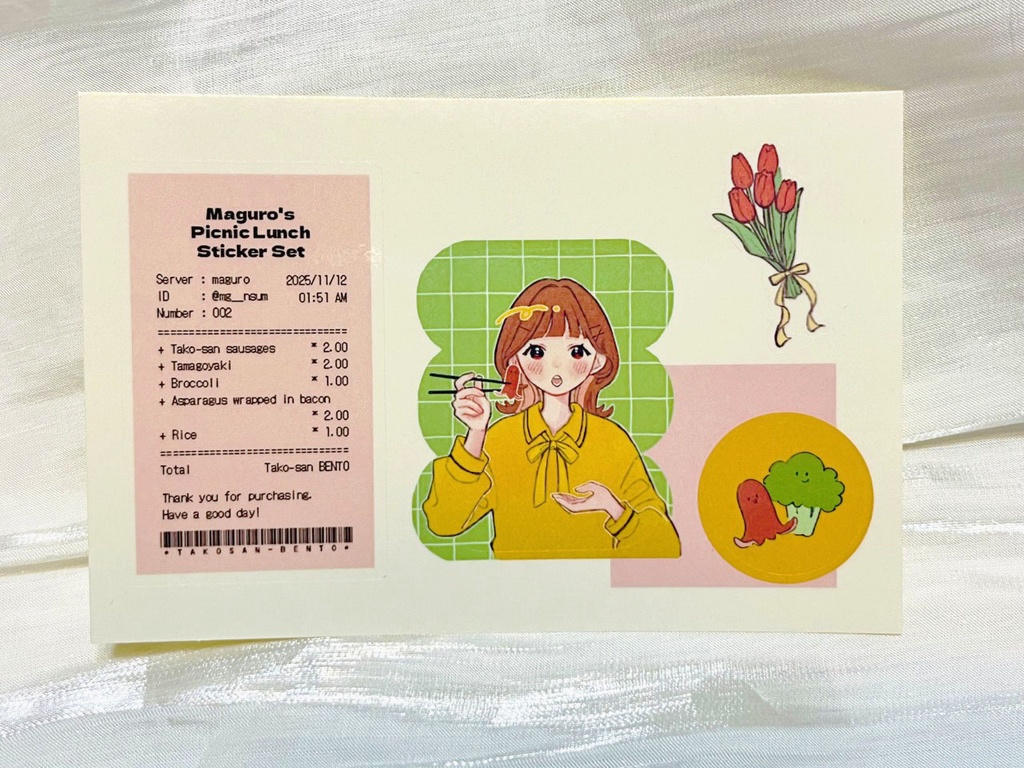 Maguro's
Picnic Lunch
Sticker Set
Server : maguro 2025/11/12
ID : @mg__nsum 01:51 AM
Number : 002
+ Tako-san sausages * 2.00
+ Tamagoyaki * 2.00
+ Broccoli * 1.00
+ Asparagus wrapped in bacon
* 2.00
+ Rice * 1.00
Total Tako-san BENTO
Thank you for purchasing.
Have a good day!
*TAKOSAN-BENTO*